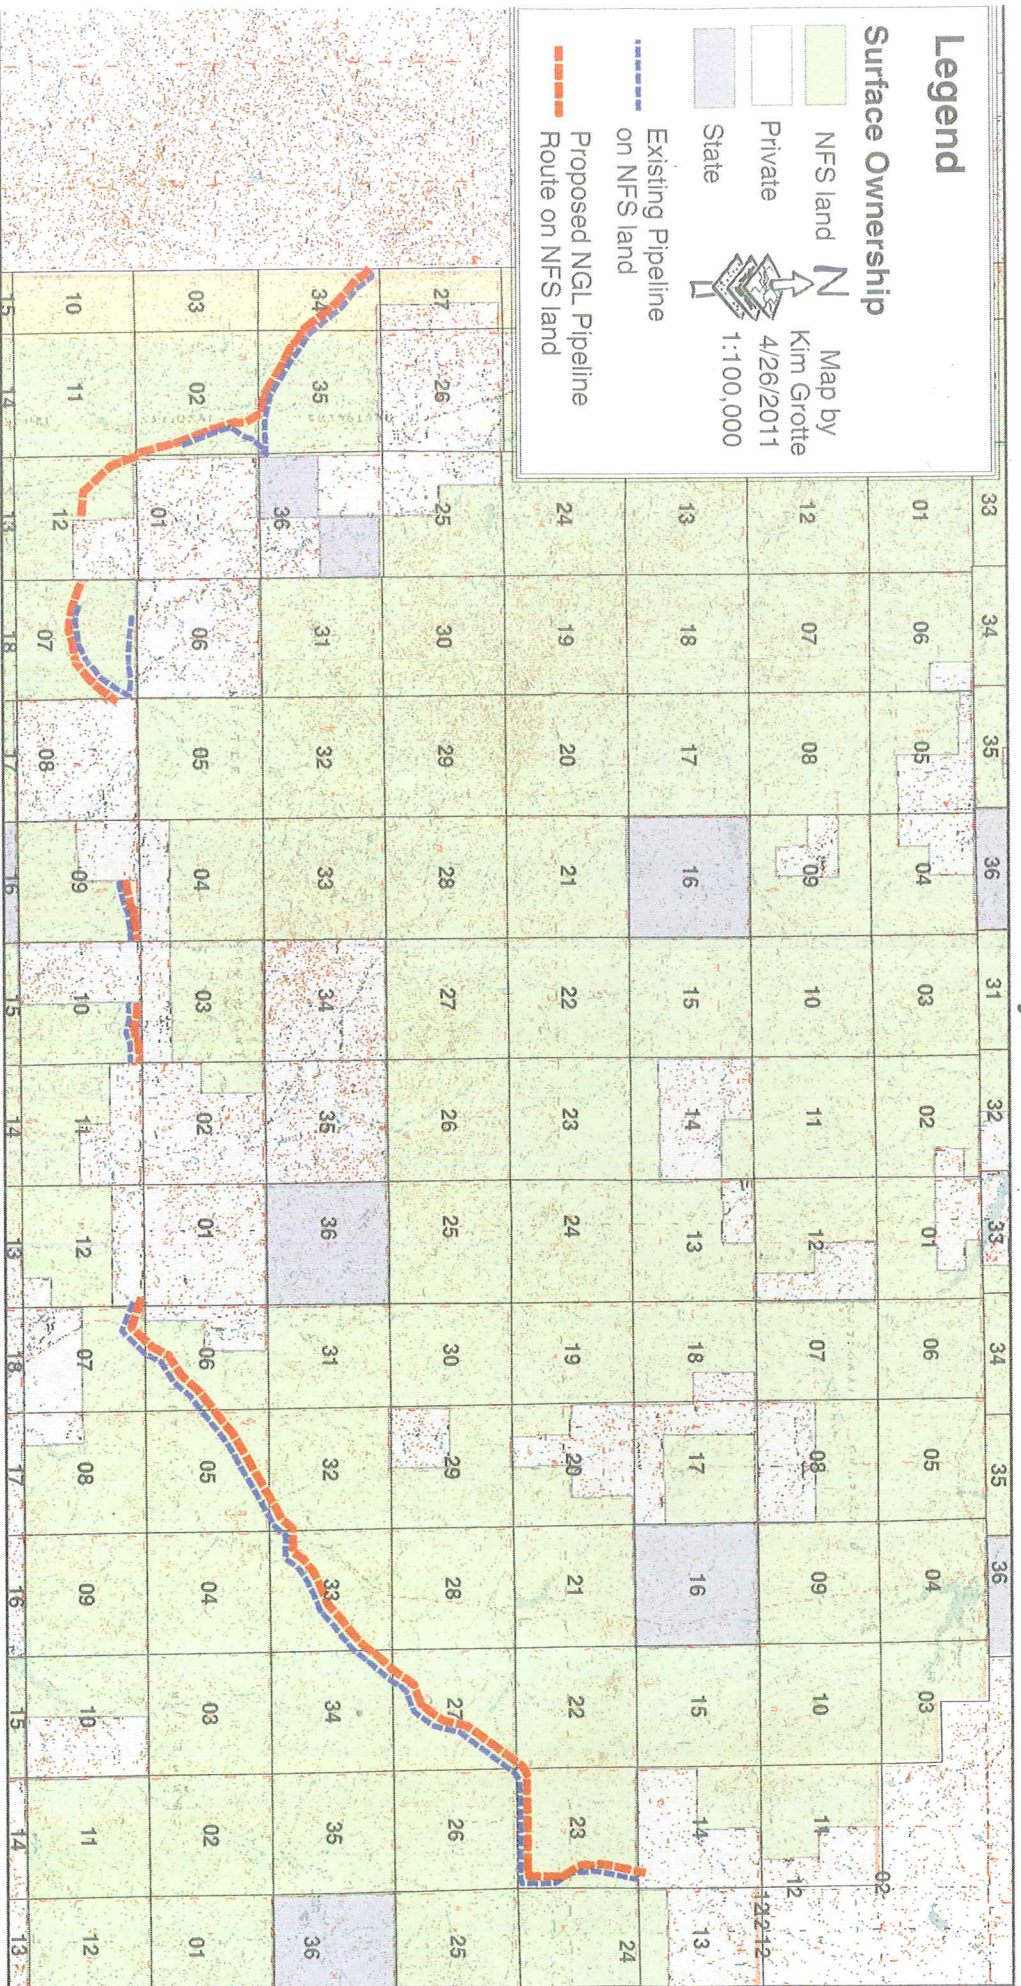 Legend
Surface Ownership
NFS land
Private
State
N
Map by
Kim Grotte
4/26/2011
1:100,000
Existing Pipeline
on NFS land
Proposed NGL Pipeline
Route on NFS land
33 34 35 36 31 32 33 34 35 36
01 06 05 04 03 02 01 06 05 04 03
02
12 07 08 09 10 11 12 07 08 09 10 11 12
12 12 12
13 18 17 16 15 14 13 18 17 16 15 14 13
24 19 20 21 22 23 24 19 20 21 22 23 24
27 26 25 30 29 28 27 26 25 30 29 28 27 26 25
34 35 36 31 32 33 34 35 36 31 32 33 34 35 36
03 02 01 06 05 04 03 02 01 06 05 04 03 02 01
10 11 12 07 08 09 10 11 12 07 08 09 10 11 12
15 14 13 18 17 16 15 14 13 18 17 16 15 14 13